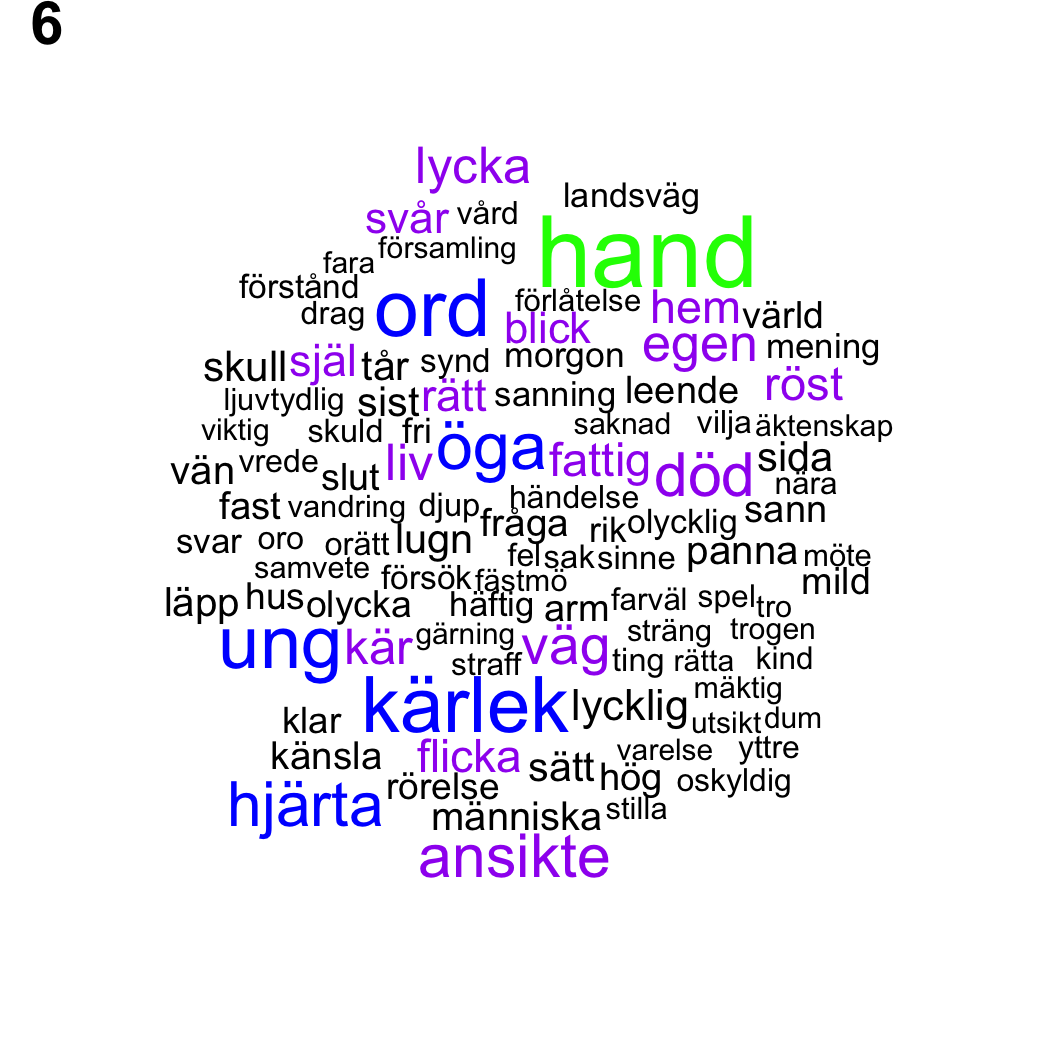 6
lycka
landsväg
svår vård
hand
församling
fara
förstånd
drag ord förlåtelse hem värld
blick
egen mening
skull själ tår synd morgon
röst
ljuvtydlig sist rätt sanning leende
viktig skuld fri öga saknad vilja äktenskap
vän vrede slut liv fattig död sida
nära
fast vandring djup händelse sann
svar oro orätt lugn fråga rik olycklig
samvete försök fästmö fel sak sinne panna möte
mild
läpp hus olycka häftig arm farväl spel tro
ung kär gärning väg sträng trogen
straff ting rätta kind
kärlek lycklig mäktig
klar utsikt dum
känsla flicka sätt varelse yttre
hjärta rörelse hög oskyldig
människa stilla
ansikte